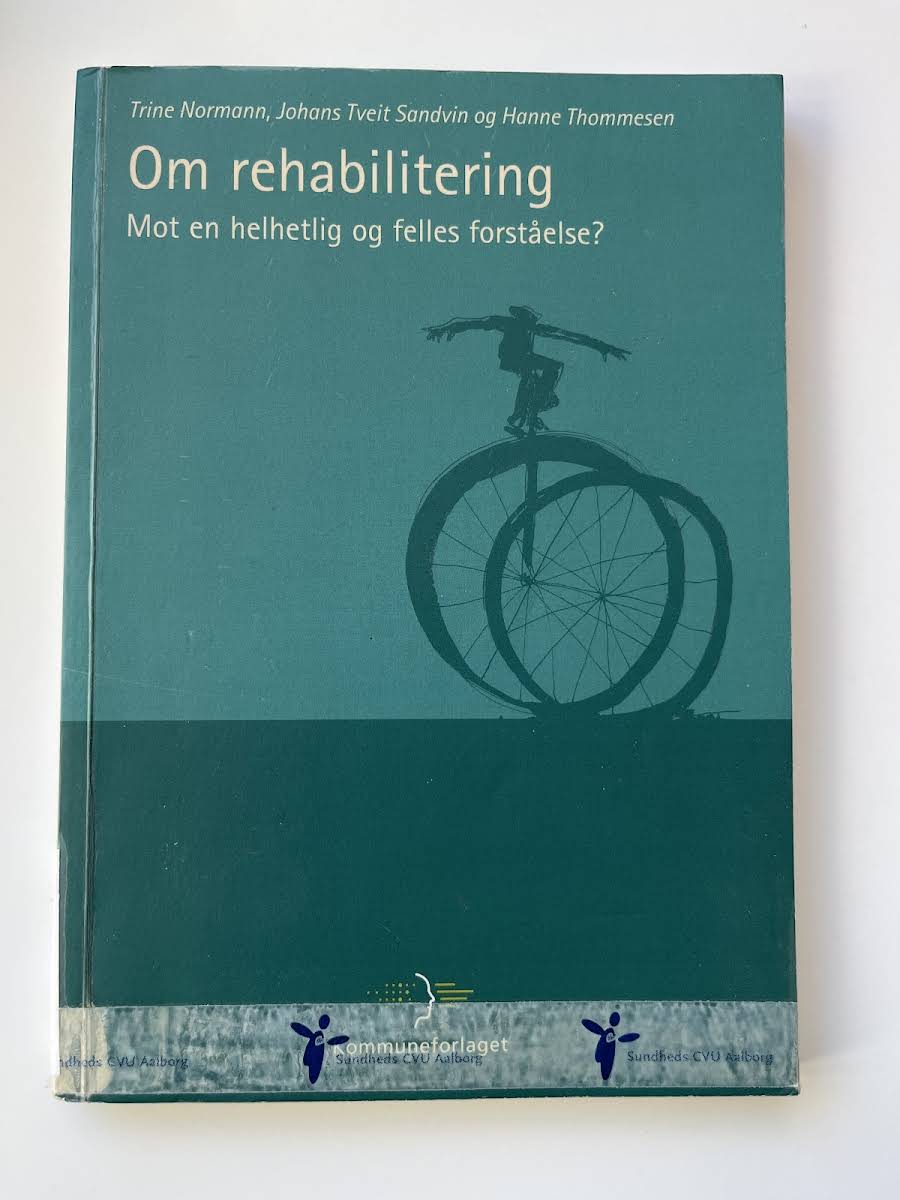 Trine Normann, Johans Tveit Sandvin og Hanne Thommesen
Om rehabilitering
Mot en helhetlig og felles forståelse?
Kommuneforlaget
ndheds CVU Aalborg
Sundheds CVU Aalborg
Sundheds CVU Aalborg